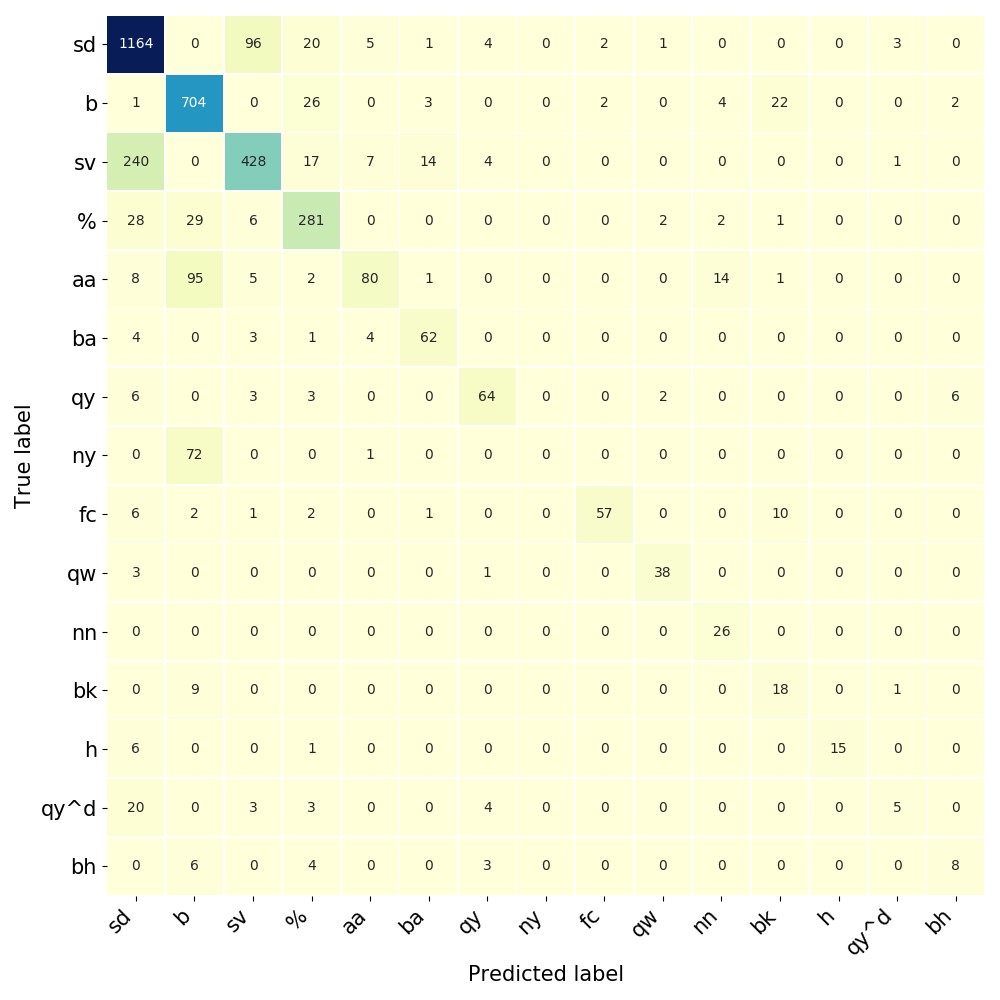 sd 1164 0 96 20 5 1 4 0 2 1 0 0 0 3 0
b 1 704 0 26 0 3 0 0 2 0 4 22 0 0 2
sv 240 0 428 17 7 14 4 0 0 0 0 0 0 1 0
% 28 29 6 281 0 0 0 0 0 2 2 1 0 0 0
aa 8 95 5 2 80 1 0 0 0 0 14 1 0 0 0
ba 4 0 3 1 4 62 0 0 0 0 0 0 0 0 0
qy 6 0 3 3 0 0 64 0 0 2 0 0 0 0 6
ny 0 72 0 0 1 0 0 0 0 0 0 0 0 0 0
fc 6 2 1 2 0 1 0 0 57 0 0 10 0 0 0
qw 3 0 0 0 0 0 1 0 0 38 0 0 0 0 0
nn 0 0 0 0 0 0 0 0 0 0 26 0 0 0 0
bk 0 9 0 0 0 0 0 0 0 0 0 18 0 1 0
h 6 0 0 1 0 0 0 0 0 0 0 0 15 0 0
qy^d 20 0 3 3 0 0 4 0 0 0 0 0 0 5 0
bh 0 6 0 4 0 0 3 0 0 0 0 0 0 0 8
sd b sv % aa ba qy ny fc qw nn bk h qy^d bh
Predicted label
True label